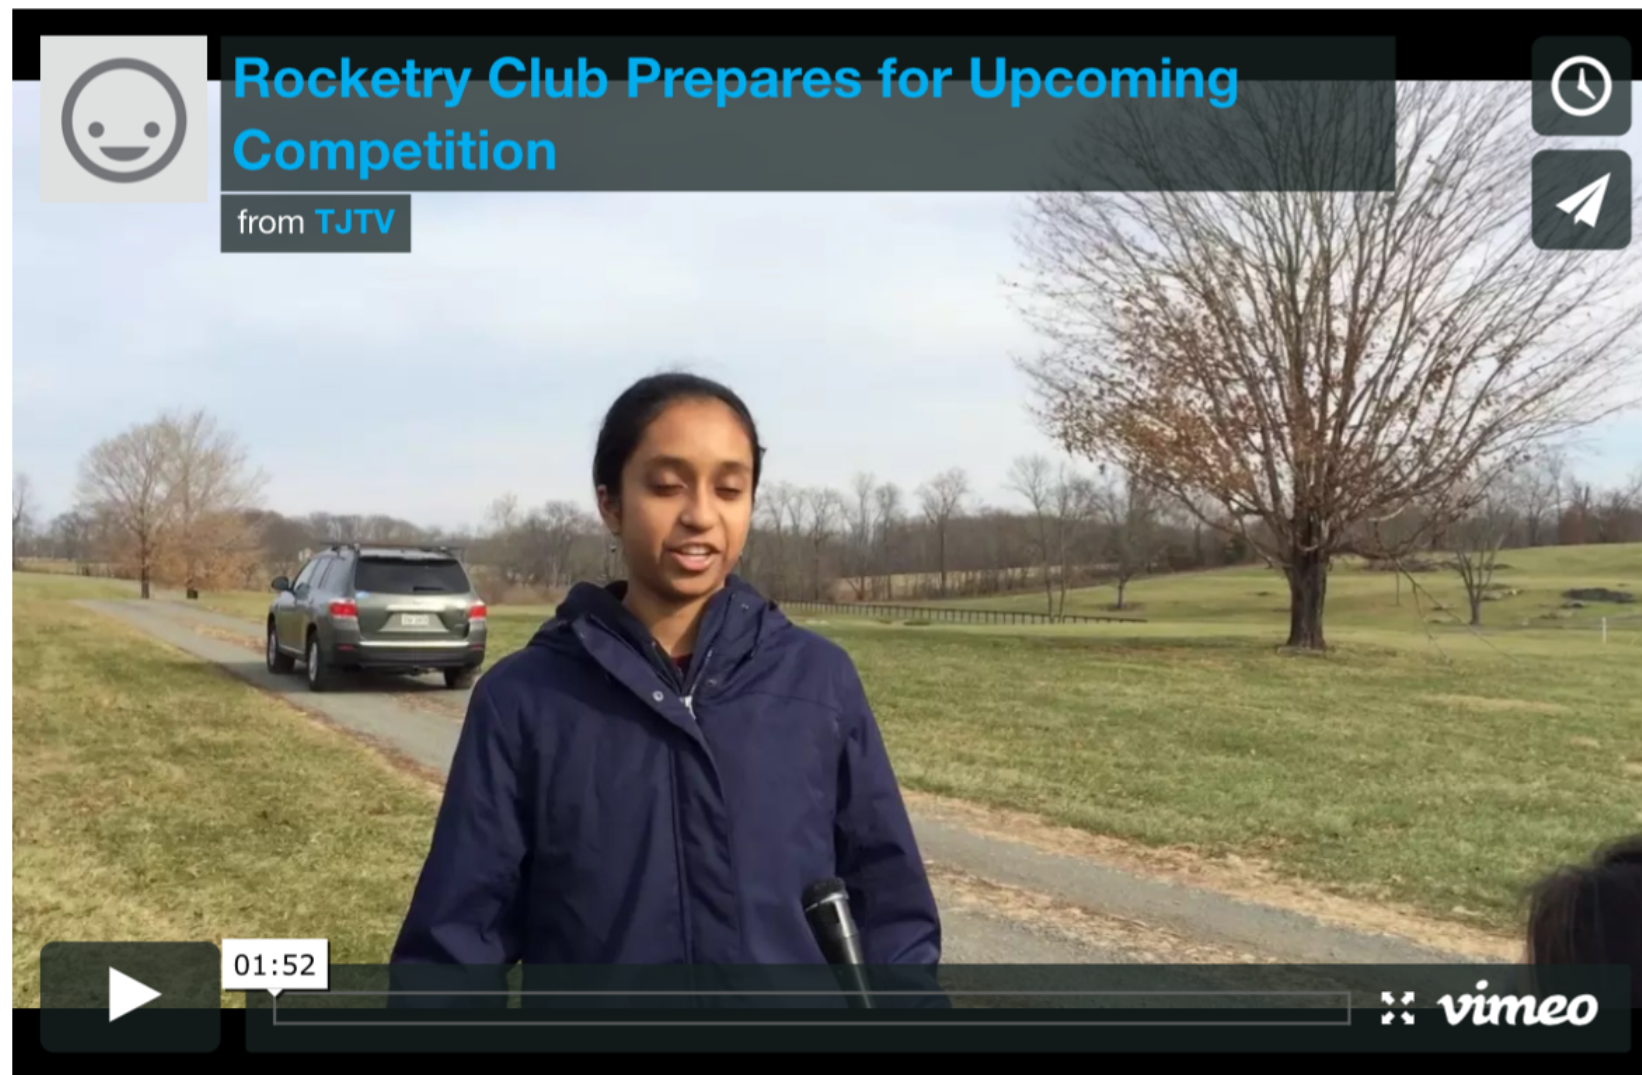 Rocketry Club Prepares for Upcoming
Competition
from TJTV
01:52
vimeo